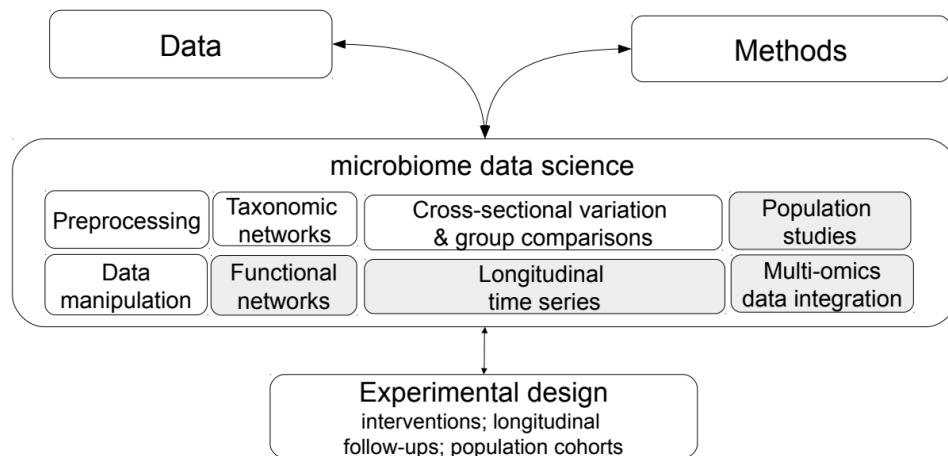 Data
Methods
microbiome data science
Preprocessing
Taxonomic
networks
Cross-sectional variation
& group comparisons
Population
studies
Data
manipulation
Functional
networks
Longitudinal
time series
Multi-omics
data integration
Experimental design
interventions; longitudinal
follow-ups; population cohorts